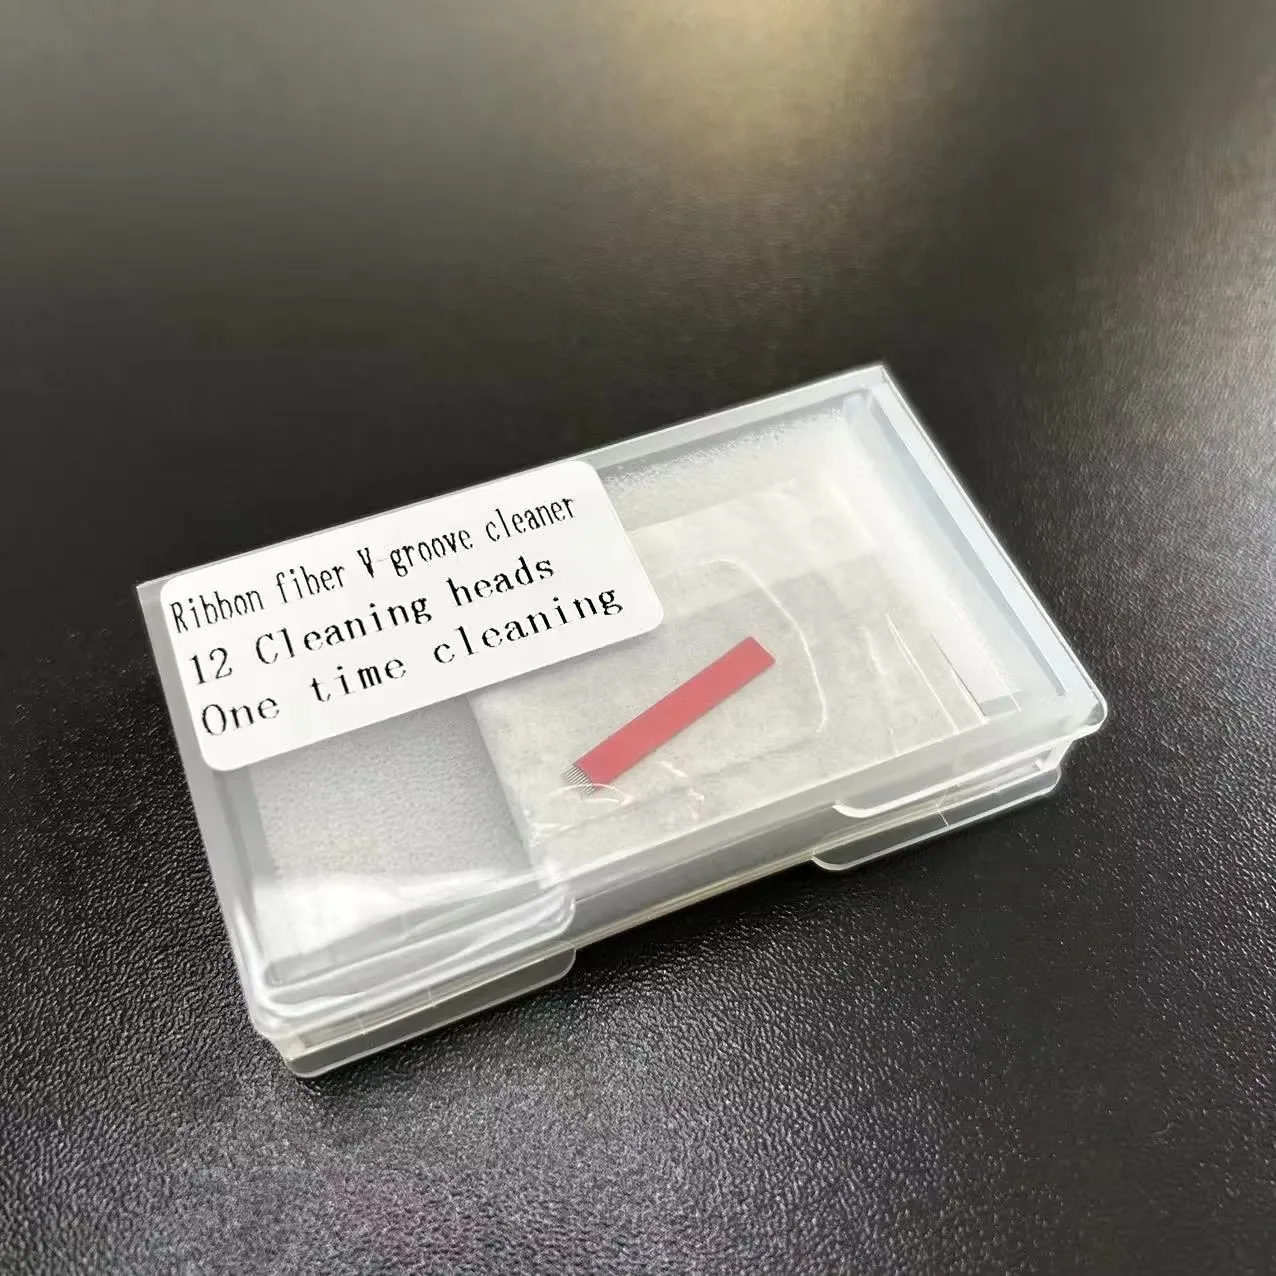 Ribbon fiber V-groove cleaner
12 Cleaning heads
One time cleaning